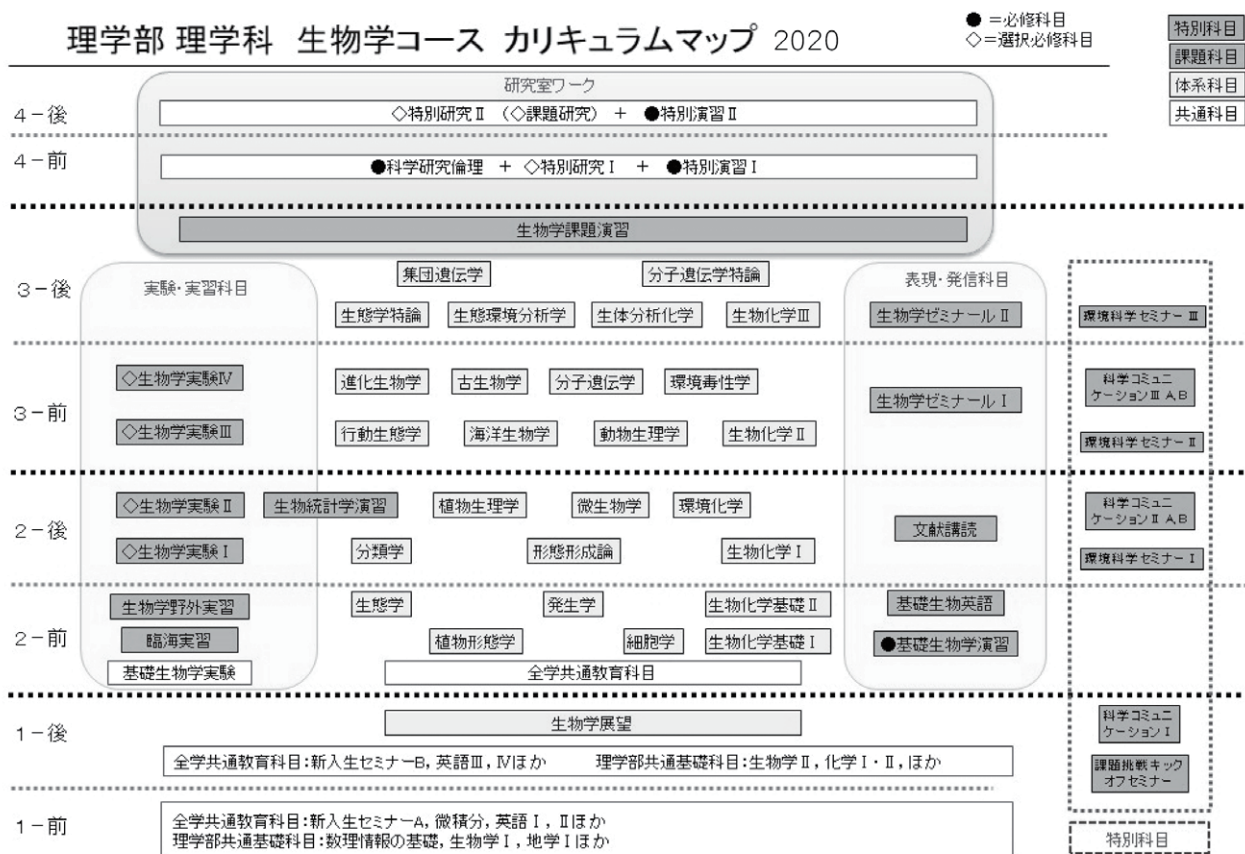 理学部 理学科 生物学コース カリキュラムマップ 2020
● =必修科目
◇=選択必修科目
特別科目
課題科目
体系科目
共通科目
研究室ワーク
4－後
◇特別研究Ⅱ (◇課題研究) + ●特別演習Ⅱ
4－前
●科学研究倫理 + ◇特別研究Ⅰ + ●特別演習Ⅰ
生物学課題演習
3－後
実験・実習科目
集団遺伝学 分子遺伝学特論
表現・発信科目
生態学特論 生態環境分析学 生体分析化学 生物化学Ⅲ 生物学ゼミナールⅡ 環境科学セミナーⅢ
3－前
◇生物学実験Ⅳ 進化生物学 古生物学 分子遺伝学 環境毒性学
生物学ゼミナールⅠ
科学コミュニ
ケーションⅢ A,B
◇生物学実験Ⅲ 行動生態学 海洋生物学 動物生理学 生物化学Ⅱ 環境科学セミナーⅡ
2－後
◇生物学実験Ⅱ 生物統計学演習 植物生理学 微生物学 環境化学
文献講読
科学コミュニ
ケーションⅡ A,B
◇生物学実験Ⅰ 分類学 形態形成論 生物化学Ⅰ 環境科学セミナーⅠ
2－前
生物学野外実習 生態学 発生学 生物化学基礎Ⅱ 基礎生物英語
臨海実習 植物形態学 細胞学 生物化学基礎Ⅰ ●基礎生物学演習
基礎生物学実験 全学共通教育科目
1－後
生物学展望
科学コミュニ
ケーションⅠ
全学共通教育科目:新入生セミナーB, 英語Ⅲ, Ⅳほか 理学部共通基礎科目:生物学Ⅱ, 化学Ⅰ・Ⅱ, ほか
課題挑戦キック
オフセミナー
1－前
全学共通教育科目:新入生セミナーA, 微積分, 英語Ⅰ, Ⅱほか
理学部共通基礎科目:数理情報の基礎, 生物学Ⅰ, 地学Ⅰほか
特別科目